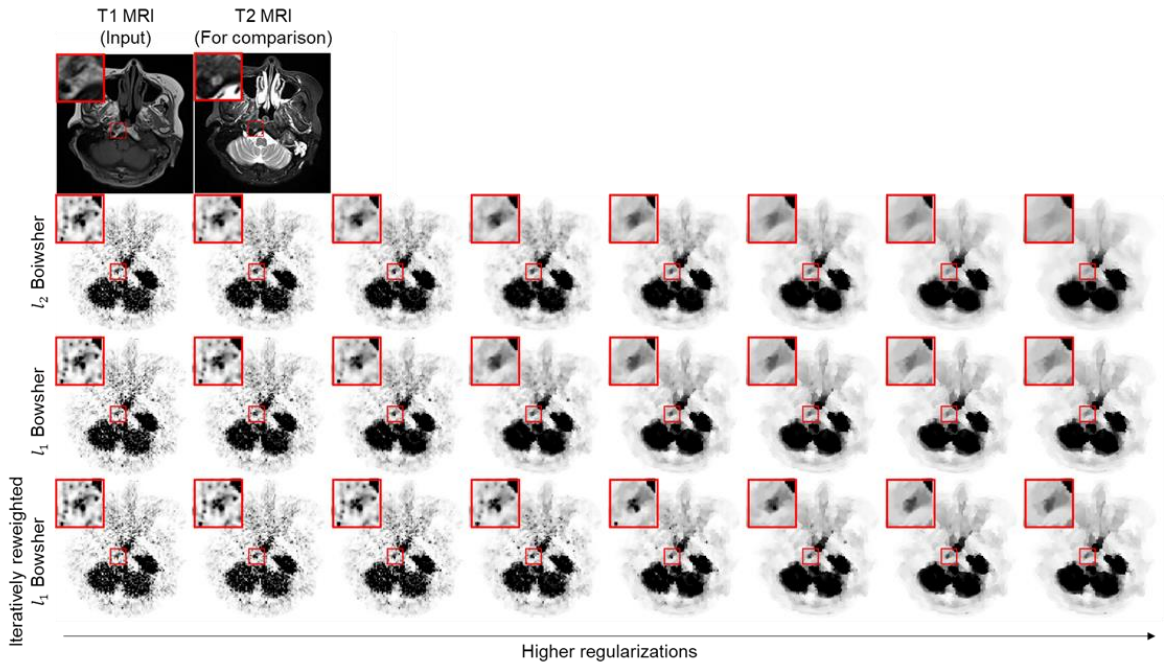 T1 MRI
(Input)
T2 MRI
(For comparison)
l₂ Boiwsher
l₁ Bowsher
Iteratively reweighted
l₁ Bowsher
Higher regularizations